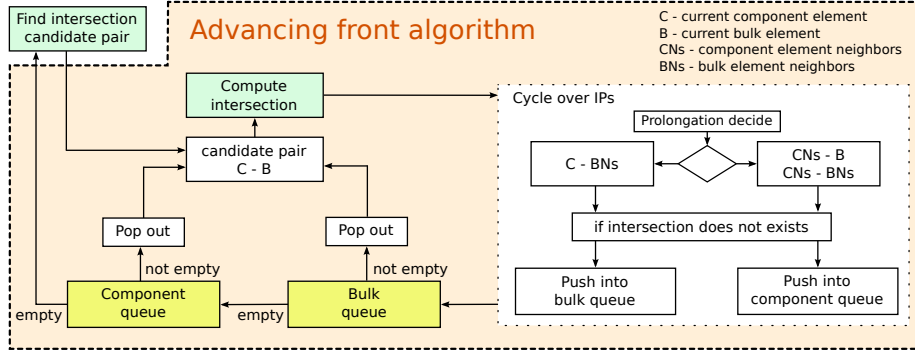 Find intersection
candidate pair
Advancing front algorithm
C - current component element
B - current bulk element
CNs - component element neighbors
BNs - bulk element neighbors
Compute
intersection
Cycle over IPs
Prolongation decide
candidate pair
C - B
C - BNs
CNs - B
CNs - BNs
Pop out
Pop out
if intersection does not exists
not empty
not empty
Component
queue
Bulk
queue
Push into
bulk queue
Push into
component queue
empty
empty